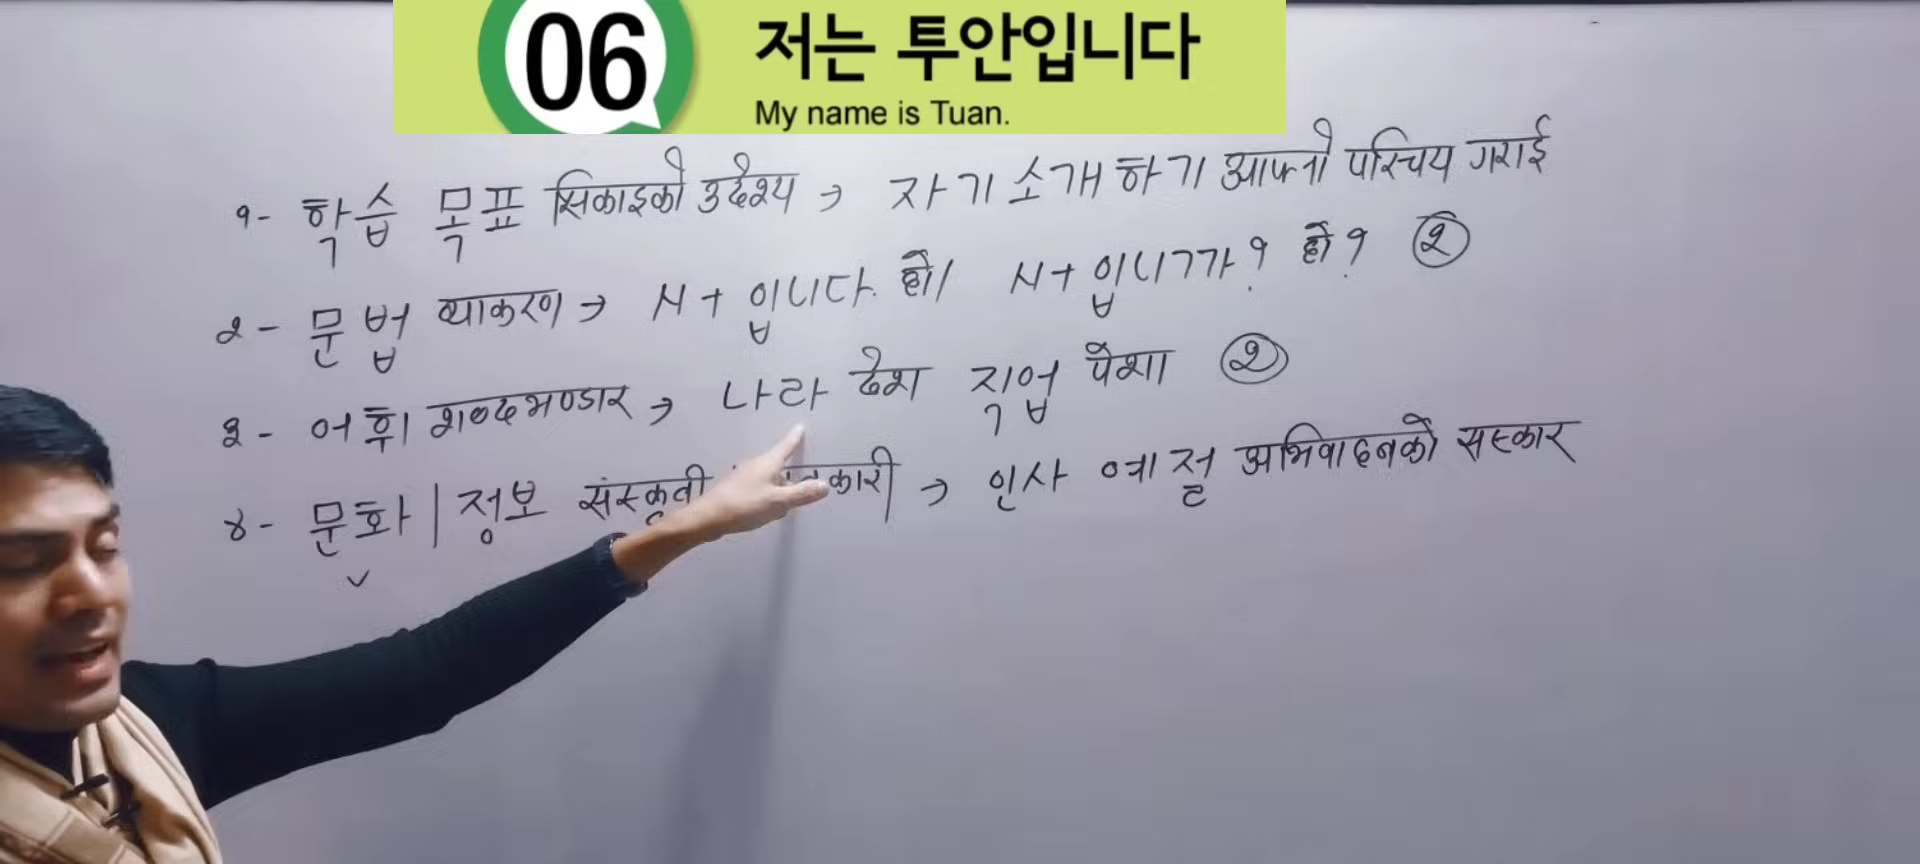 06 저는 투안입니다
My name is Tuan.
१- 학습 목표 सिकाइको उद्देश्य → 자기소개하기 आफ्नो परिचय गराई
२- 문법 व्याकरण → N+입니다. हो। N+입니까? हो? (२)
३- 어휘 शब्दभण्डार → 나라 देश 직업 पेशा (२)
४- 문화/정보 संस्कृती → 인사 예절 अभिवादनको सस्कार